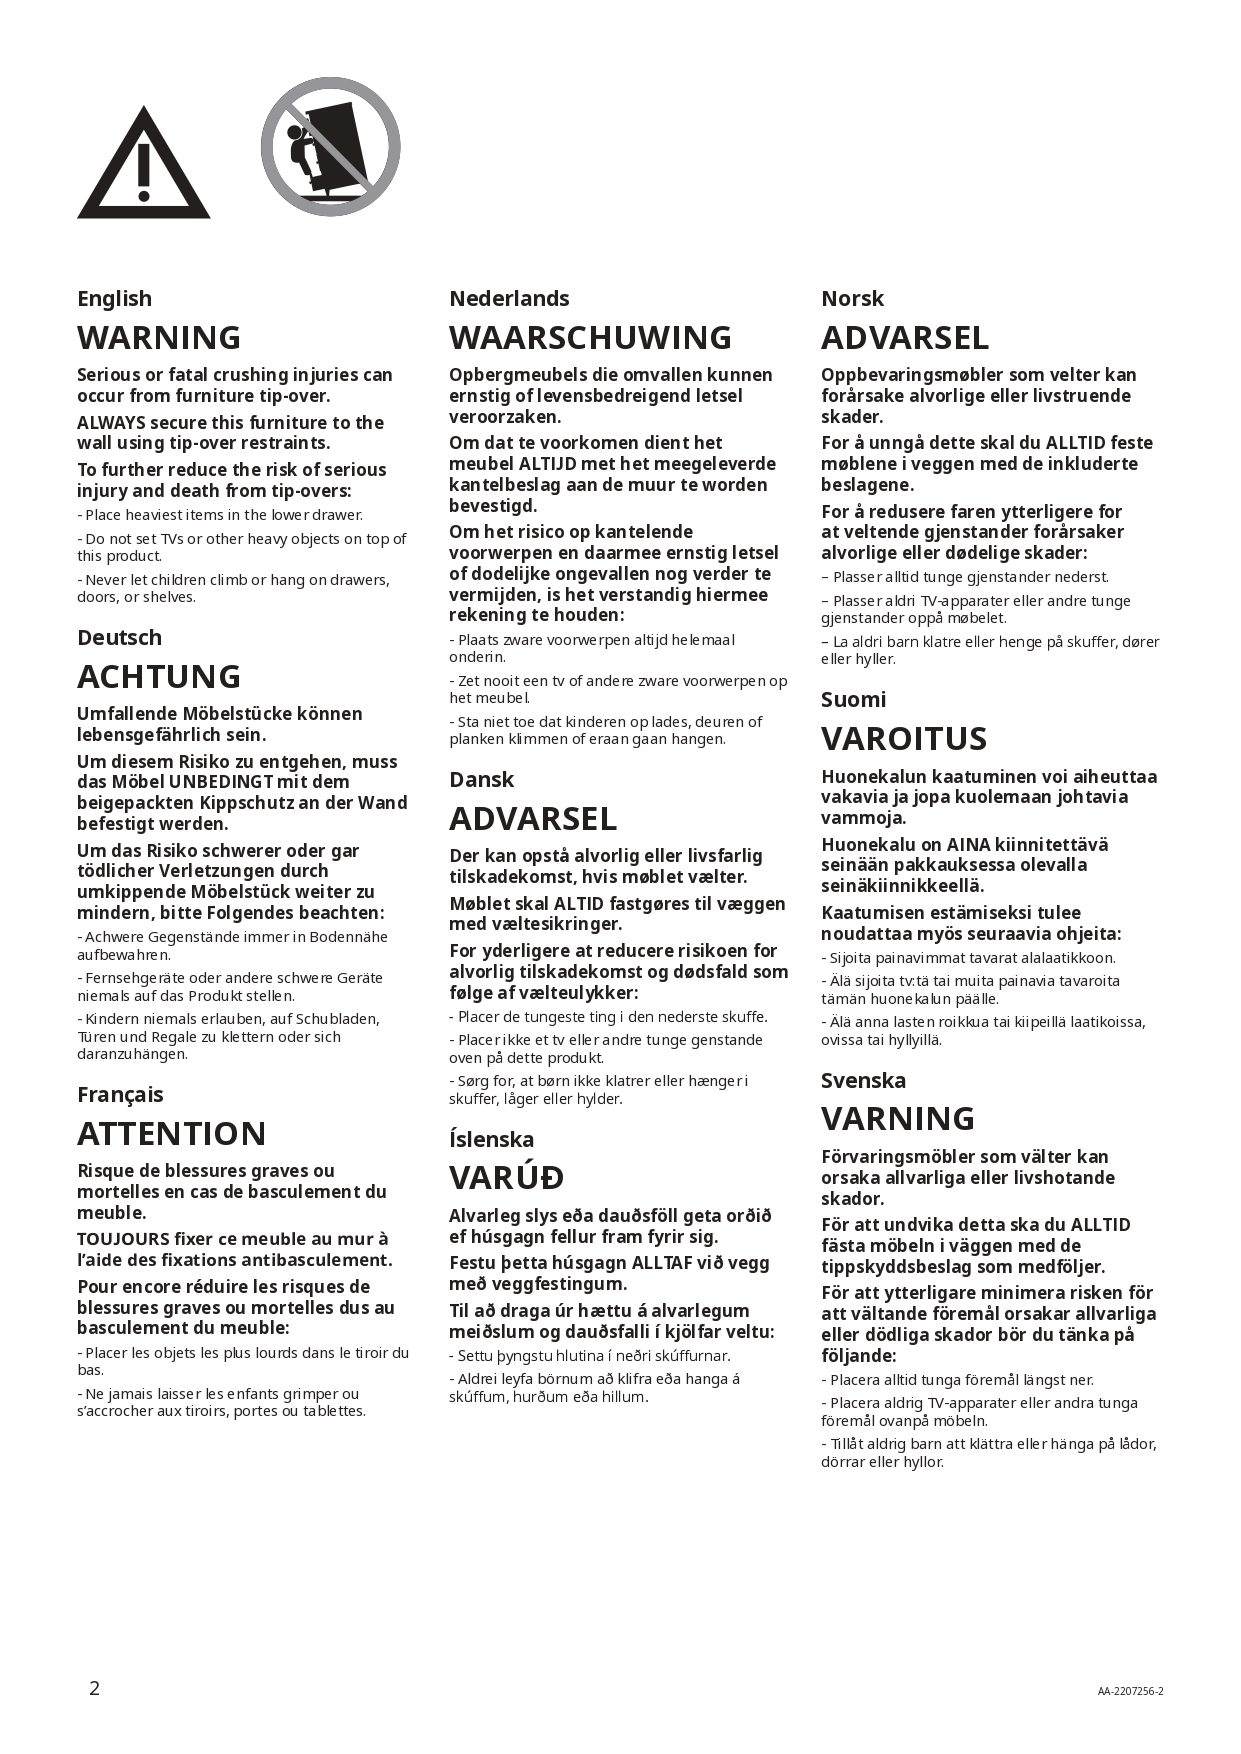 English
WARNING
Serious or fatal crushing injuries can
occur from furniture tip-over.
ALWAYS secure this furniture to the
wall using tip-over restraints.
To further reduce the risk of serious
injury and death from tip-overs:
- Place heaviest items in the lower drawer.
- Do not set TVs or other heavy objects on top of
this product.
- Never let children climb or hang on drawers,
doors, or shelves.
Deutsch
ACHTUNG
Umfallende Möbelstücke können
lebensgefährlich sein.
Um diesem Risiko zu entgehen, muss
das Möbel UNBEDINGT mit dem
beigepackten Kippschutz an der Wand
befestigt werden.
Um das Risiko schwerer oder gar
tödlicher Verletzungen durch
umkippende Möbelstück weiter zu
mindern, bitte Folgendes beachten:
- Achwere Gegenstände immer in Bodennähe
aufbewahren.
- Fernsehgeräte oder andere schwere Geräte
niemals auf das Produkt stellen.
- Kindern niemals erlauben, auf Schubladen,
Türen und Regale zu klettern oder sich
daranzuhängen.
Français
ATTENTION
Risque de blessures graves ou
mortelles en cas de basculement du
meuble.
TOUJOURS fixer ce meuble au mur à
l’aide des fixations antibasculement.
Pour encore réduire les risques de
blessures graves ou mortelles dus au
basculement du meuble:
- Placer les objets les plus lourds dans le tiroir du
bas.
- Ne jamais laisser les enfants grimper ou
s’accrocher aux tiroirs, portes ou tablettes.
Nederlands
WAARSCHUWING
Opbergmeubels die omvallen kunnen
ernstig of levensbedreigend letsel
veroorzaken.
Om dat te voorkomen dient het
meubel ALTIJD met het meegeleverde
kantelbeslag aan de muur te worden
bevestigd.
Om het risico op kantelende
voorwerpen en daarmee ernstig letsel
of dodelijke ongevallen nog verder te
vermijden, is het verstandig hiermee
rekening te houden:
- Plaats zware voorwerpen altijd helemaal
onderin.
- Zet nooit een tv of andere zware voorwerpen op
het meubel.
- Sta niet toe dat kinderen op lades, deuren of
planken klimmen of eraan gaan hangen.
Dansk
ADVARSEL
Der kan opstå alvorlig eller livsfarlig
tilskadekomst, hvis møblet vælter.
Møblet skal ALTID fastgøres til væggen
med væltesikringer.
For yderligere at reducere risikoen for
alvorlig tilskadekomst og dødsfald som
følge af vælteulykker:
- Placer de tungeste ting i den nederste skuffe.
- Placer ikke et tv eller andre tunge genstande
oven på dette produkt.
- Sørg for, at børn ikke klatrer eller hænger i
skuffer, låger eller hylder.
Íslenska
VARÚÐ
Alvarleg slys eða dauðsföll geta orðið
ef húsgagn fellur fram fyrir sig.
Festu þetta húsgagn ALLTAF við vegg
með veggfestingum.
Til að draga úr hættu á alvarlegum
meiðslum og dauðsfalli í kjölfar veltu:
- Settu þyngstu hlutina í neðri skúffurnar.
- Aldrei leyfa börnum að klifra eða hanga á
skúffum, hurðum eða hillum.
Norsk
ADVARSEL
Oppbevaringsmøbler som velter kan
forårsake alvorlige eller livstruende
skader.
For å unngå dette skal du ALLTID feste
møblene i veggen med de inkluderte
beslagene.
For å redusere faren ytterligere for
at veltende gjenstander forårsaker
alvorlige eller dødelige skader:
– Plasser alltid tunge gjenstander nederst.
– Plasser aldri TV-apparater eller andre tunge
gjenstander oppå møbelet.
– La aldri barn klatre eller henge på skuffer, dører
eller hyller.
Suomi
VAROITUS
Huonekalun kaatuminen voi aiheuttaa
vakavia ja jopa kuolemaan johtavia
vammoja.
Huonekalu on AINA kiinnitettävä
seinään pakkauksessa olevalla
seinäkiinnikkeellä.
Kaatumisen estämiseksi tulee
noudattaa myös seuraavia ohjeita:
- Sijoita painavimmat tavarat alalaatikkoon.
- Älä sijoita tv:tä tai muita painavia tavaroita
tämän huonekalun päälle.
- Älä anna lasten roikkua tai kiipeillä laatikoissa,
ovissa tai hyllyillä.
Svenska
VARNING
Förvaringsmöbler som välter kan
orsaka allvarliga eller livshotande
skador.
För att undvika detta ska du ALLTID
fästa möbeln i väggen med de
tippskyddsbeslag som medföljer.
För att ytterligare minimera risken för
att vältande föremål orsakar allvarliga
eller dödliga skador bör du tänka på
följande:
- Placera alltid tunga föremål längst ner.
- Placera aldrig TV-apparater eller andra tunga
föremål ovanpå möbeln.
- Tillåt aldrig barn att klättra eller hänga på lådor,
dörrar eller hyllor.
2
AA-2207256-2